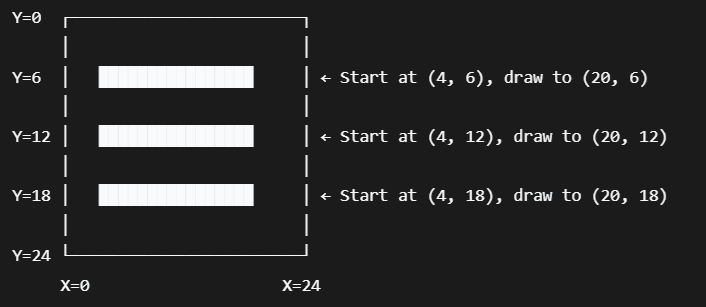 Y=0
Y=6 ← Start at (4, 6), draw to (20, 6)
Y=12 ← Start at (4, 12), draw to (20, 12)
Y=18 ← Start at (4, 18), draw to (20, 18)
Y=24
X=0 X=24